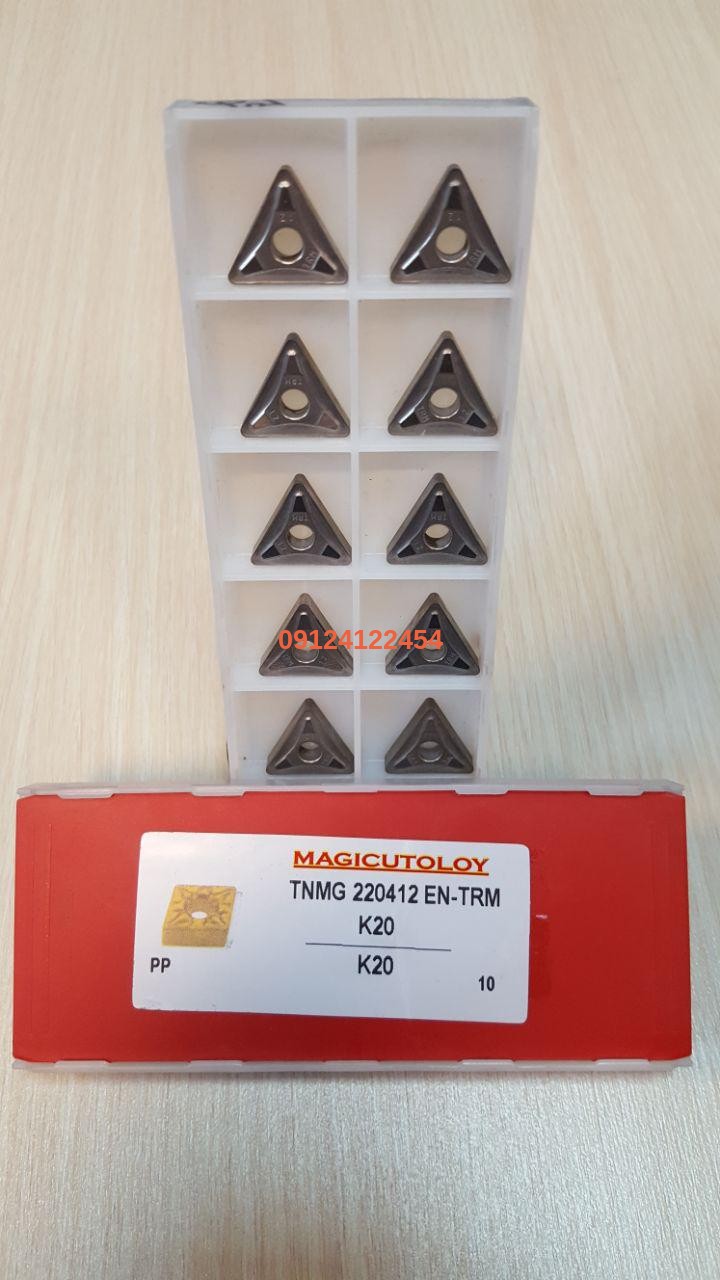 09124122454
MAGICUTOLOY
TNMG 220412 EN-TRM
K20
K20
PP
10